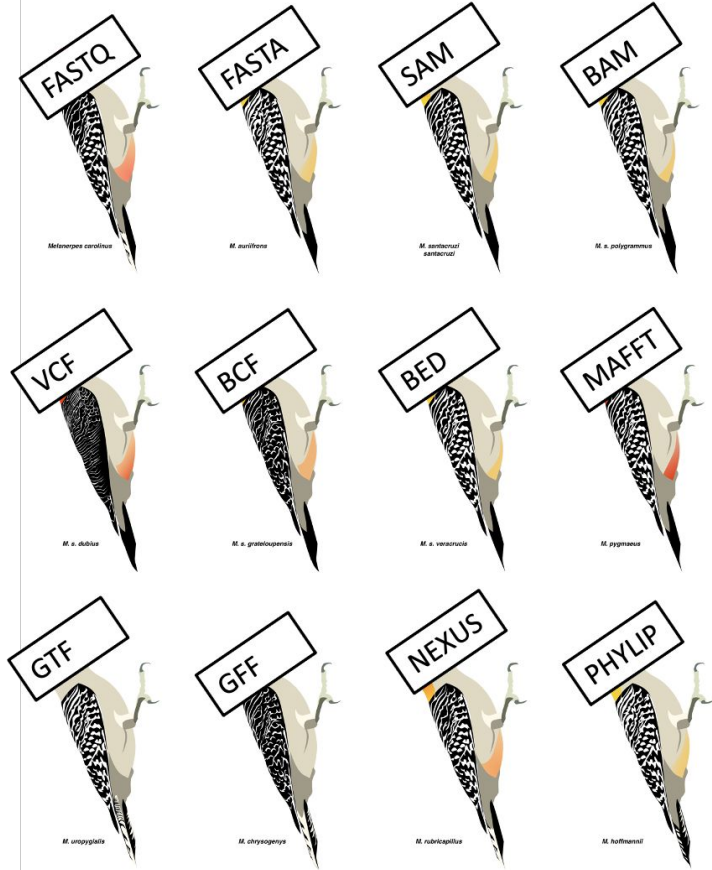 FASTQ
FASTA
SAM
BAM
Melanerpes carolinus
M. aurifrons
M. santacruzi
santacruzi
M. s. polygrammus
VCF
BCF
BED
MAFFT
M. s. dubius
M. s. grateloupensis
M. s. veracrucis
M. pygmaeus
GTF
GFF
NEXUS
PHYLIP
M. uropygialis
M. chrysogenys
M. rubricapillus
M. hoffmannii